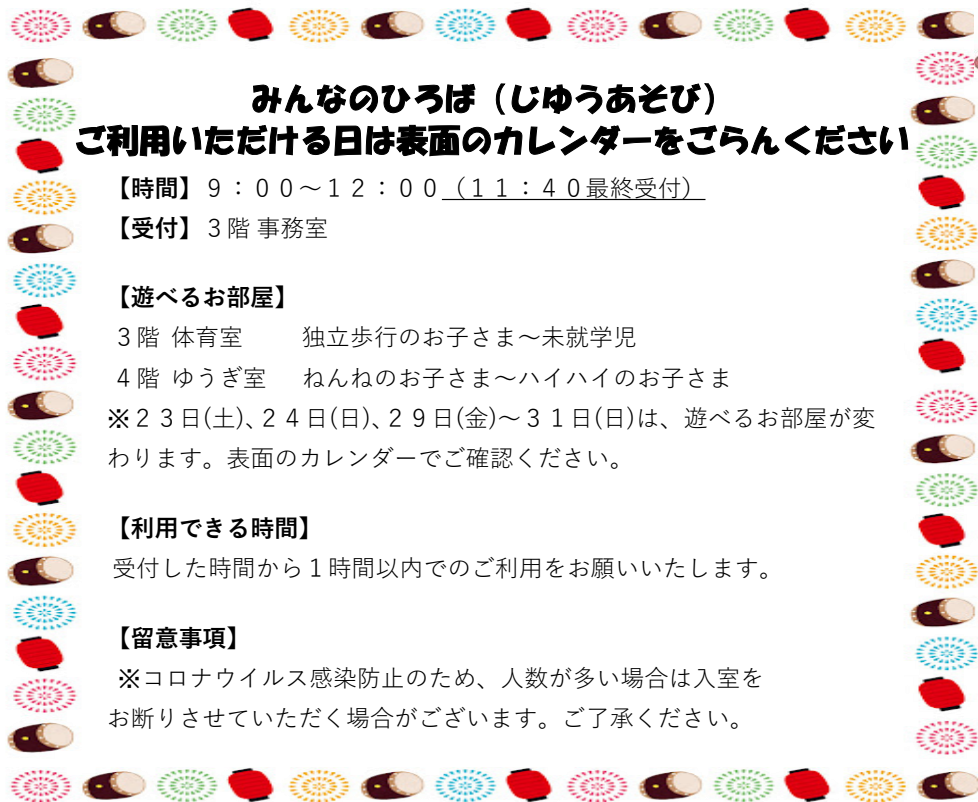 みんなのひろば（じゆうあそび）
ご利用いただける日は表面のカレンダーをごらんください
【時間】９：００～１２：００（１１：４０最終受付）
【受付】３階 事務室
【遊べるお部屋】
３階 体育室　　独立歩行のお子さま～未就学児
４階 ゆうぎ室　ねんねのお子さま～ハイハイのお子さま
※２３日(土)、２４日(日)、２９日(金)～３１日(日)は、遊べるお部屋が変
わります。表面のカレンダーでご確認ください。
【利用できる時間】
受付した時間から１時間以内でのご利用をお願いいたします。
【留意事項】
※コロナウイルス感染防止のため、人数が多い場合は入室を
お断りさせていただく場合がございます。ご了承ください。